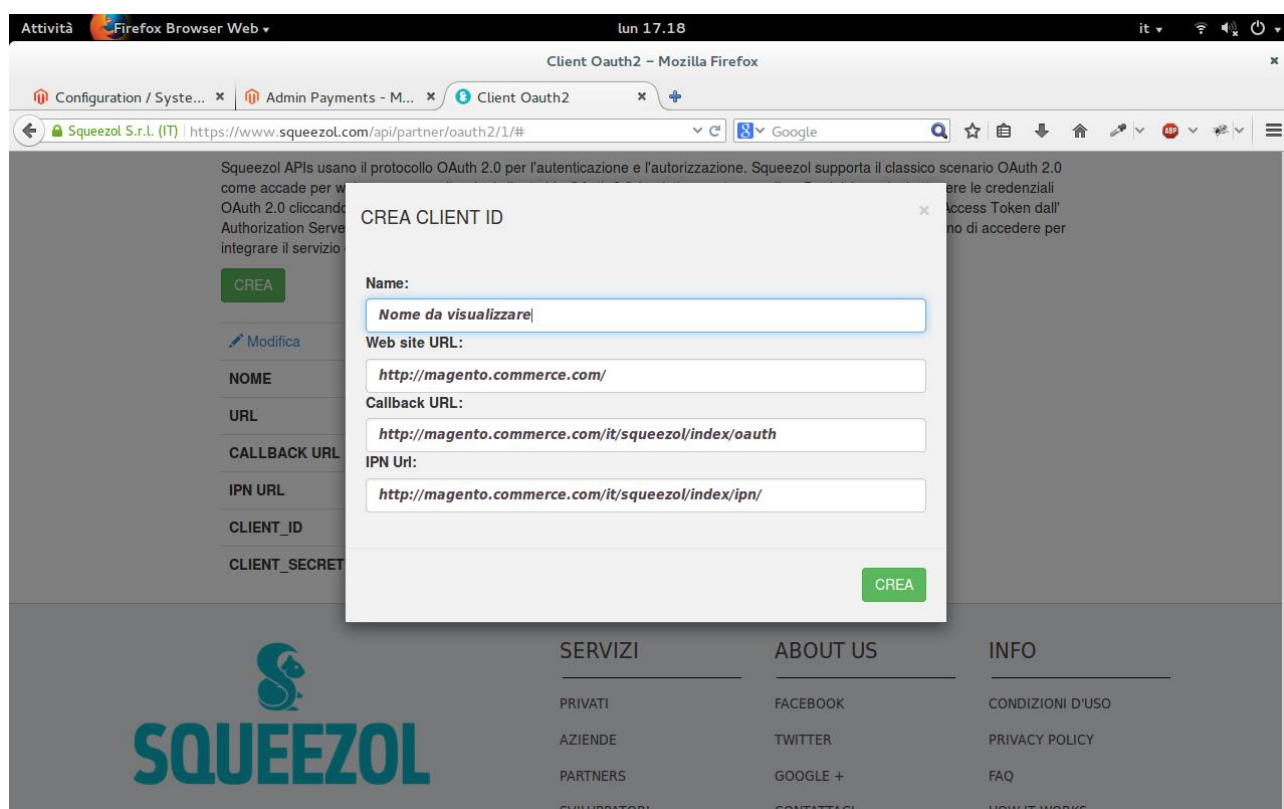 Attività Firefox Browser Web lun 17.18 it
Client Oauth2 – Mozilla Firefox
Configuration / Syste... Admin Payments - M... Client Oauth2
Squeezol S.r.l. (IT) https://www.squeezol.com/api/partner/oauth2/1/# Google
Squeezol APIs usano il protocollo OAuth 2.0 per l'autenticazione e l'autorizzazione. Squeezol supporta il classico scenario OAuth 2.0
come accade per ere le credenziali
OAuth 2.0 cliccando Access Token dall'
Authorization Serve no di accedere per
integrare il servizio
CREA
Modifica
NOME
URL
CALLBACK URL
IPN URL
CLIENT_ID
CLIENT_SECRET
CREA CLIENT ID
Name:
Nome da visualizzare
Web site URL:
http://magento.commerce.com/
Callback URL:
http://magento.commerce.com/it/squeezol/index/oauth
IPN Url:
http://magento.commerce.com/it/squeezol/index/ipn/
CREA
SQUEEZOL
SERVIZI
PRIVATI
AZIENDE
PARTNERS
ABOUT US
FACEBOOK
TWITTER
GOOGLE +
INFO
CONDIZIONI D'USO
PRIVACY POLICY
FAQ